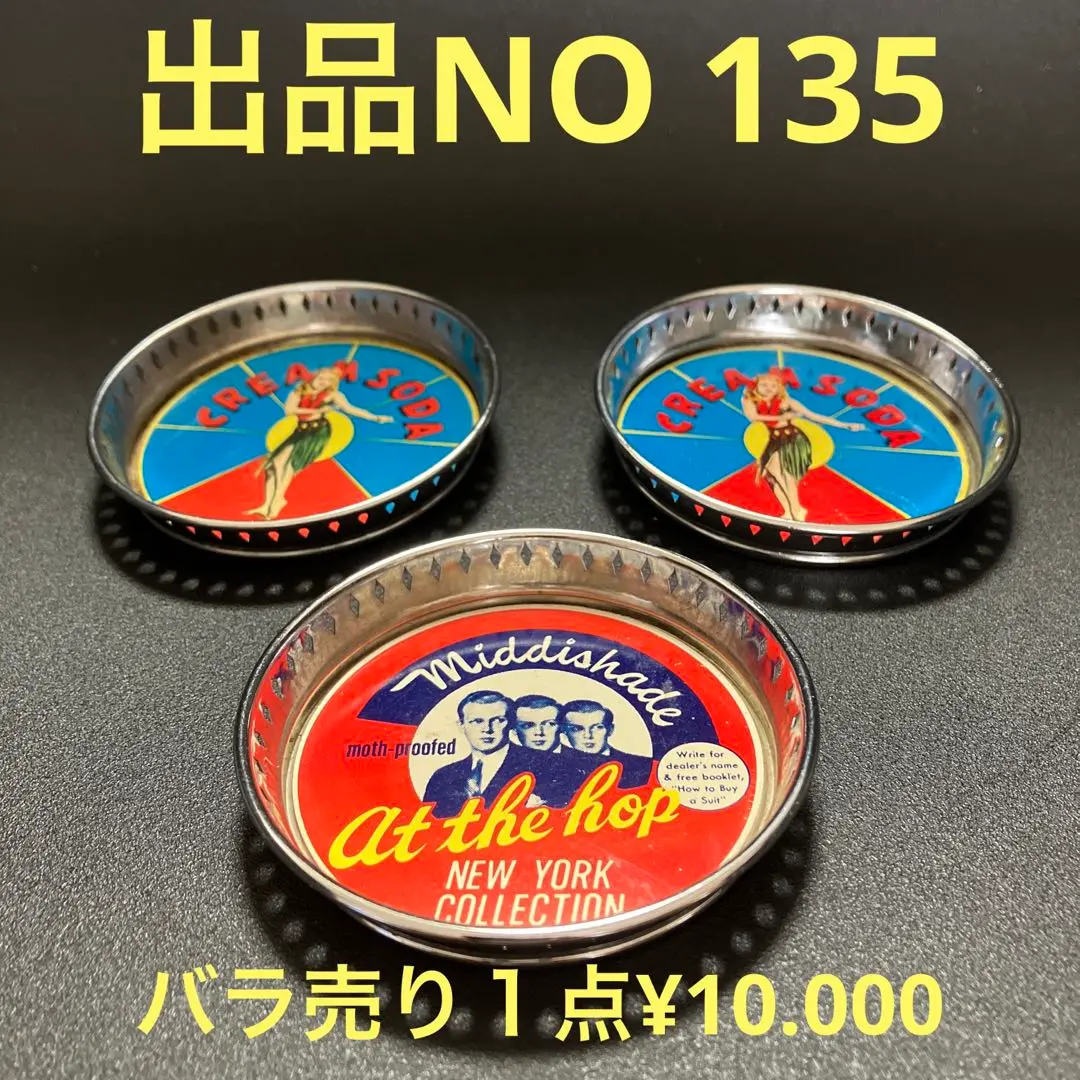 出品NO 135
CREAM SODA
CREAM SODA
Middishade
moth-proofed
Write for
dealer's name
& free booklet,
"How to Buy
a Suit"
at the hop
NEW YORK
COLLECTION
バラ売り1点¥10.000